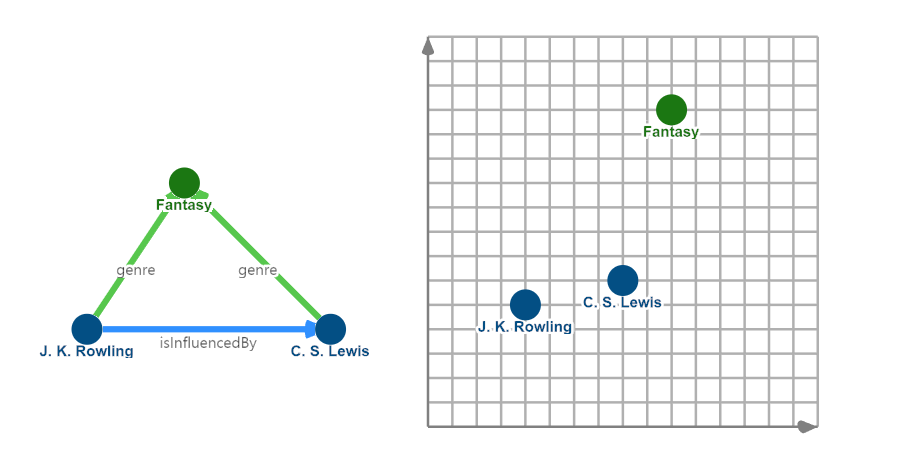 Fantasy
genre
genre
J. K. Rowling
isInfluencedBy
C. S. Lewis
Fantasy
C. S. Lewis
J. K. Rowling